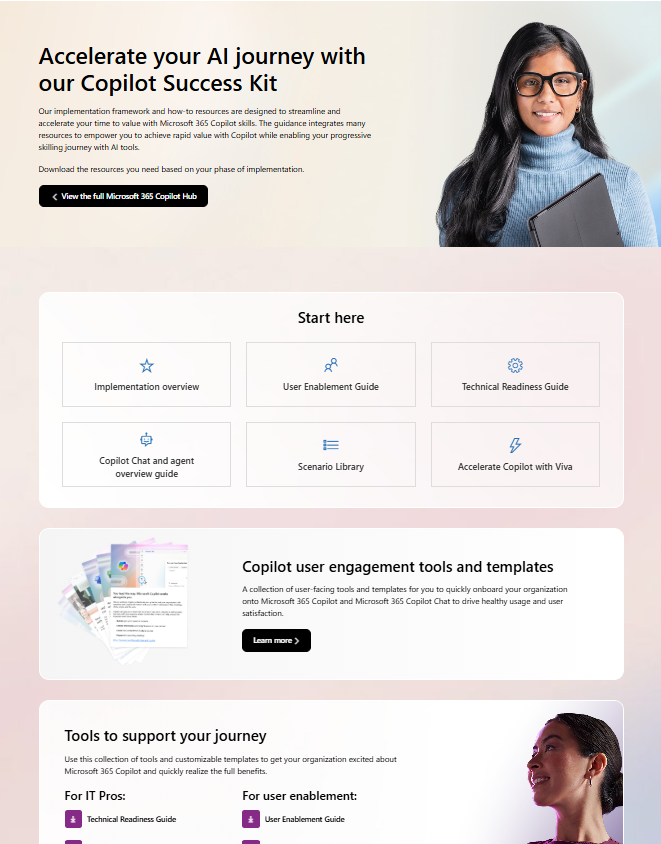 Accelerate your AI journey with
our Copilot Success Kit
Our implementation framework and how-to resources are designed to streamline and
accelerate your time to value with Microsoft 365 Copilot skills. The guidance integrates many
resources to empower you to achieve rapid value with Copilot while enabling your progressive
skilling journey with AI tools.
Download the resources you need based on your phase of implementation.
View the full Microsoft 365 Copilot Hub
Start here
Implementation overview
User Enablement Guide
Technical Readiness Guide
Copilot Chat and agent
overview guide
Scenario Library
Accelerate Copilot with Viva
Copilot user engagement tools and templates
A collection of user-facing tools and templates for you to quickly onboard your organization
onto Microsoft 365 Copilot and Microsoft 365 Copilot Chat to drive healthy usage and user
satisfaction.
Learn more
Tools to support your journey
Use this collection of tools and customizable templates to get your organization excited about
Microsoft 365 Copilot and quickly realize the full benefits.
For IT Pros:
For user enablement:
Technical Readiness Guide
User Enablement Guide